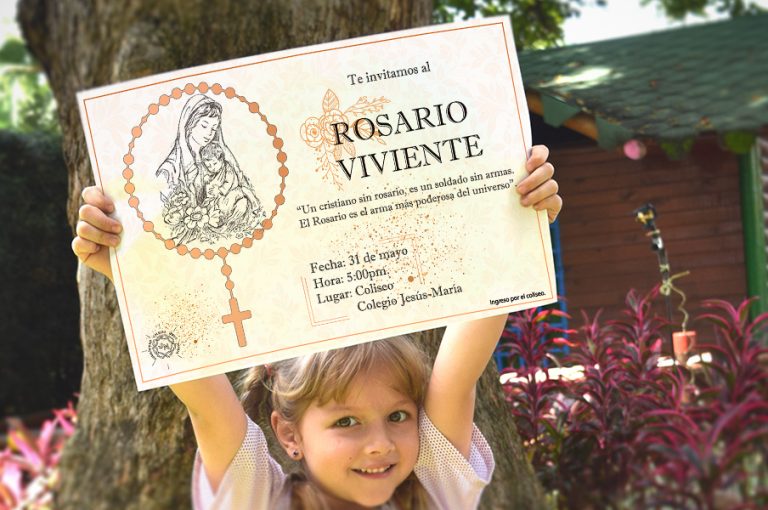 Te invitamos al
ROSARIO
VIVIENTE
“Un cristiano sin rosario, es un soldado sin armas.
El Rosario es el arma más poderosa del universo”.
Fecha: 31 de mayo
Hora: 5:00pm
Lugar: Coliseo
Colegio Jesús-María
Ingreso por el coliseo.